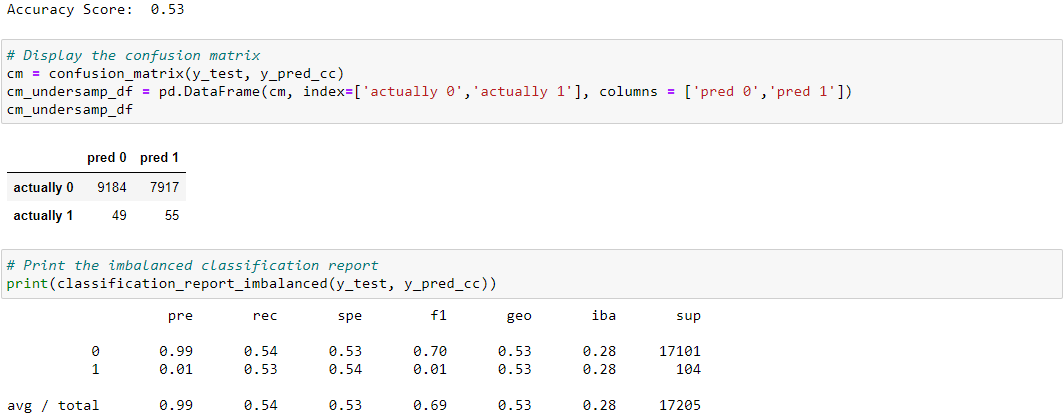 Accuracy Score:  0.53
# Display the confusion matrix
cm = confusion_matrix(y_test, y_pred_cc)
cm_undersamp_df = pd.DataFrame(cm, index=['actually 0','actually 1'], columns = ['pred 0','pred 1'])
cm_undersamp_df
pred 0 pred 1
actually 0 9184 7917
actually 1 49 55
# Print the imbalanced classification report
print(classification_report_imbalanced(y_test, y_pred_cc))
pre rec spe f1 geo iba sup
0 0.99 0.54 0.53 0.70 0.53 0.28 17101
1 0.01 0.53 0.54 0.01 0.53 0.28 104
avg / total 0.99 0.54 0.53 0.69 0.53 0.28 17205